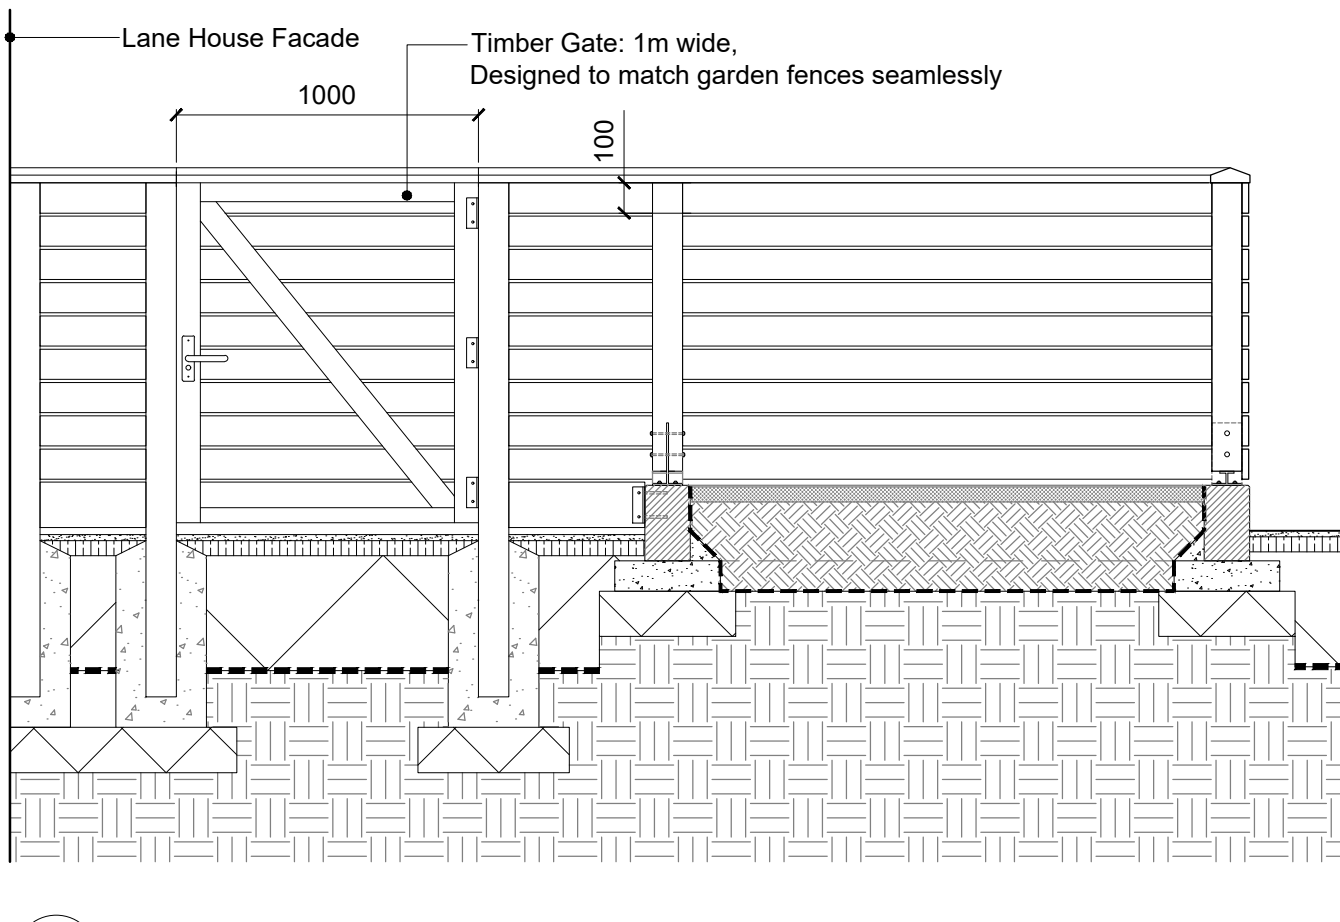 Lane House Facade
Timber Gate: 1m wide,
Designed to match garden fences seamlessly
1000
100